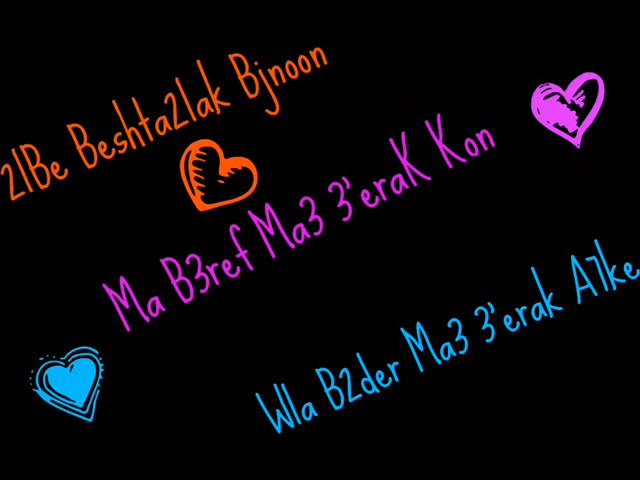 2lBe Beshta2lak Bjnoon
Ma B3ref Ma3 3'eraK Kon
Wla B2der Ma3 3'erak A7ke